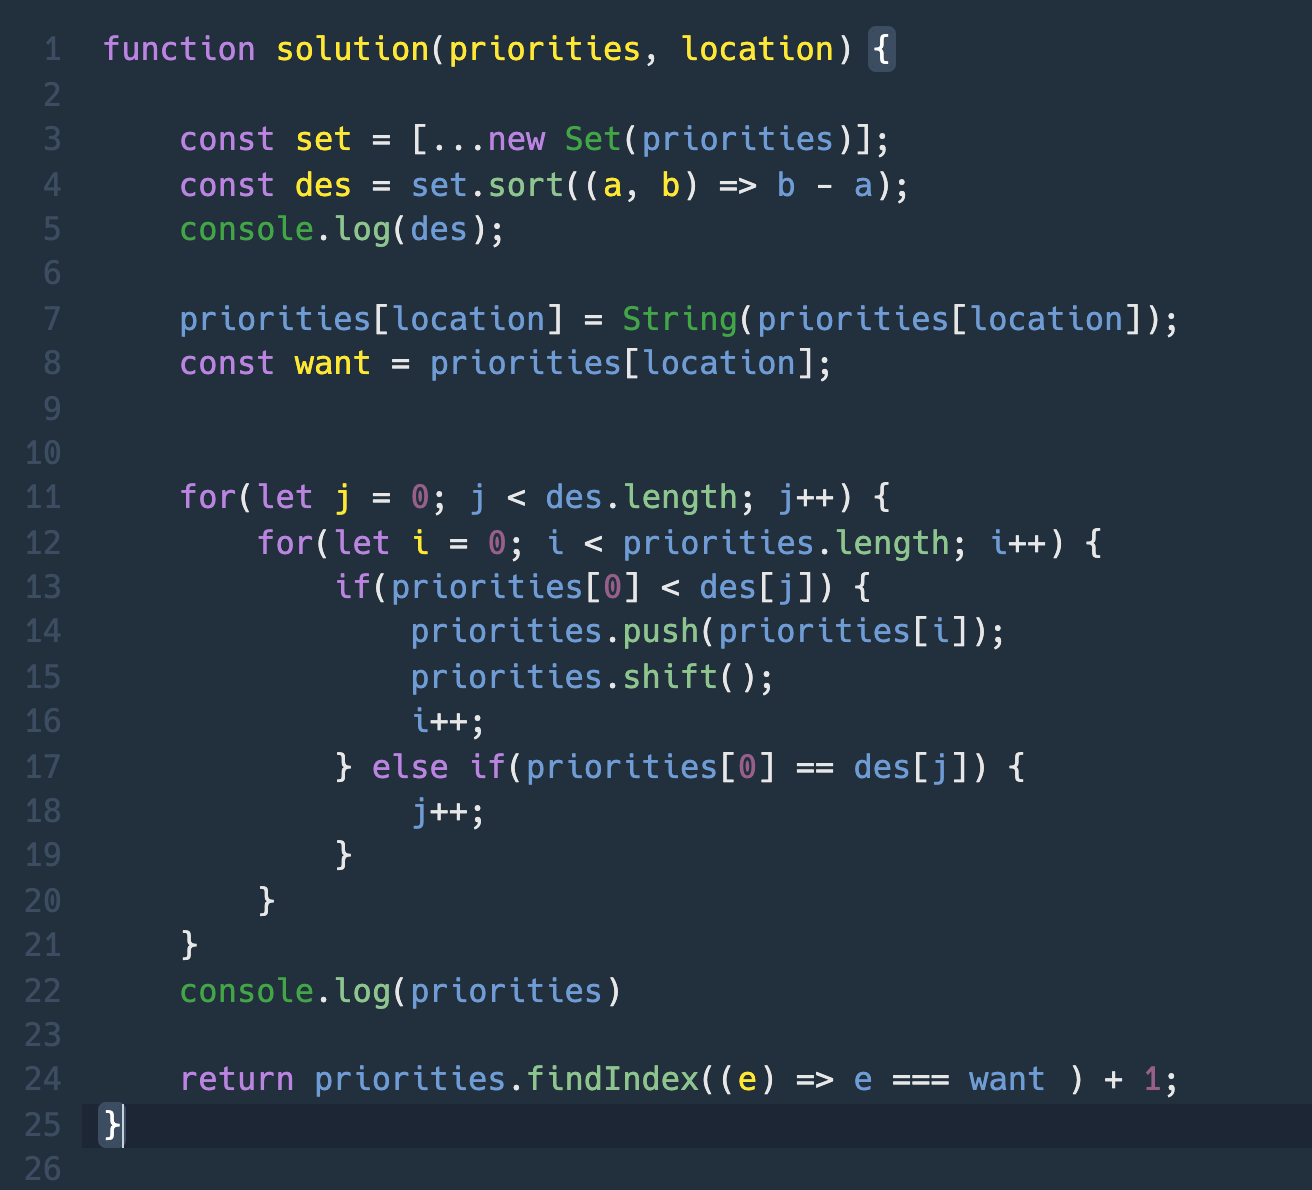 1 function solution(priorities, location) {
2
3 const set = [...new Set(priorities)];
4 const des = set.sort((a, b) => b - a);
5 console.log(des);
6
7 priorities[location] = String(priorities[location]);
8 const want = priorities[location];
9
10
11 for(let j = 0; j < des.length; j++) {
12 for(let i = 0; i < priorities.length; i++) {
13 if(priorities[0] < des[j]) {
14 priorities.push(priorities[i]);
15 priorities.shift();
16 i++;
17 } else if(priorities[0] == des[j]) {
18 j++;
19 }
20 }
21 }
22 console.log(priorities)
23
24 return priorities.findIndex((e) => e === want ) + 1;
25 }
26